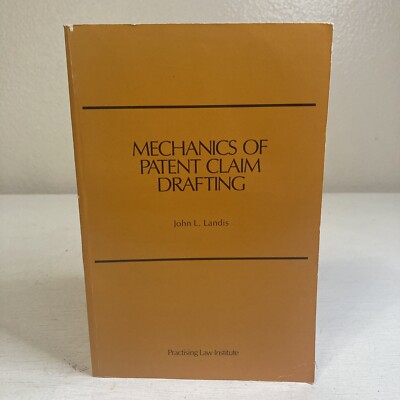 MECHANICS OF
PATENT CLAIM
DRAFTING
John L. Landis
Practising Law Institute